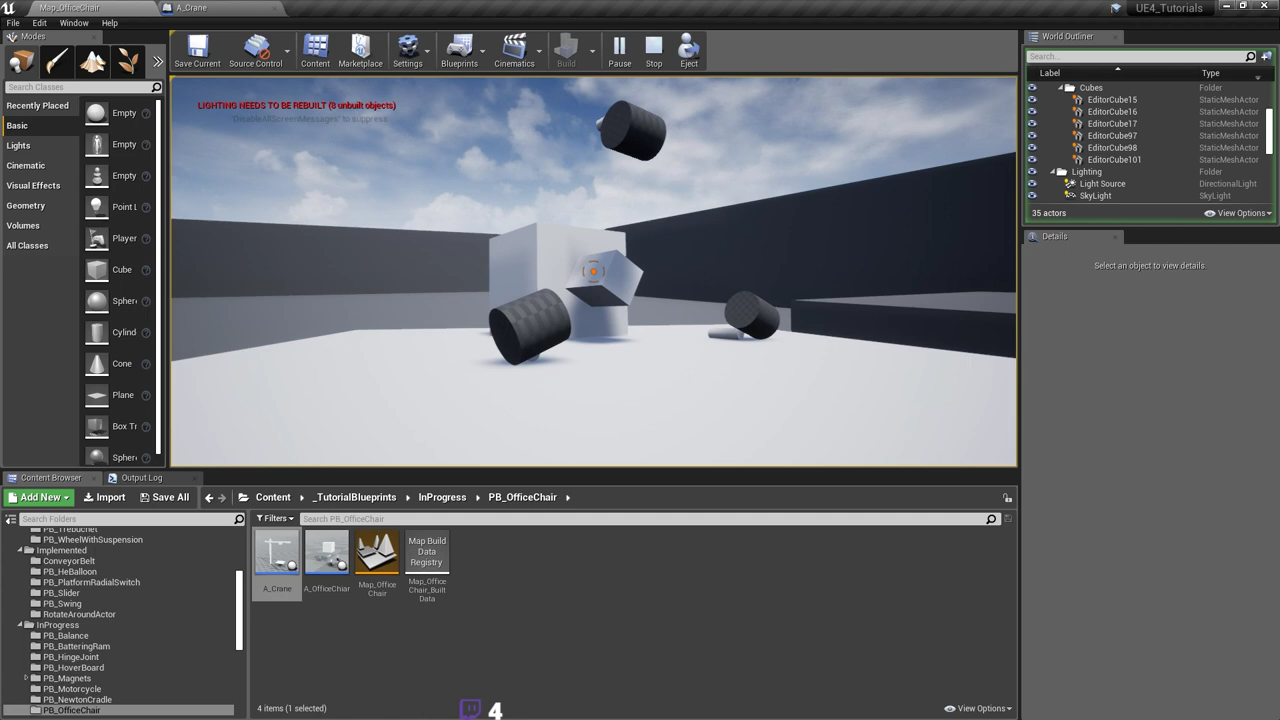 Map_OfficeChair
A_Crane
UE4_Tutorials
File Edit Window Help
Modes
Search Classes
Recently Placed
Basic
Lights
Cinematic
Visual Effects
Geometry
Volumes
All Classes
Empty
Empty
Empty
Point L
Player
Cube
Spher
Cylind
Cone
Plane
Box Tr
Spher
Save Current
Source Control
Content
Marketplace
Settings
Blueprints
Cinematics
Build
Pause
Stop
Eject
LIGHTING NEEDS TO BE REBUILT (8 unbuilt objects)
'DisableAllScreenMessages' to suppress
World Outliner
Search...
Label Type
Cubes Folder
EditorCube15 StaticMeshActor
EditorCube16 StaticMeshActor
EditorCube17 StaticMeshActor
EditorCube97 StaticMeshActor
EditorCube98 StaticMeshActor
EditorCube101 StaticMeshActor
Lighting Folder
Light Source DirectionalLight
SkyLight SkyLight
35 actors View Options
Details
Select an object to view details
Content Browser
Output Log
Add New Import Save All
Content _TutorialBlueprints InProgress PB_OfficeChair
Search Folders
PB_Trebuchet
PB_WheelWithSuspension
Implemented
ConveyorBelt
PB_HeBalloon
PB_PlatformRadialSwitch
PB_Slider
PB_Swing
RotateAroundActor
InProgress
PB_Balance
PB_BatteringRam
PB_HingeJoint
PB_HoverBoard
PB_Magnets
PB_Motorcycle
PB_NewtonCradle
PB_OfficeChair
Filters
Search PB_OfficeChair
A_Crane
A_OfficeChiar
Map_Office
Chair
Map Build
Data
Registry
Map_Office
Chair_Built
Data
4 items (1 selected)
View Options
4